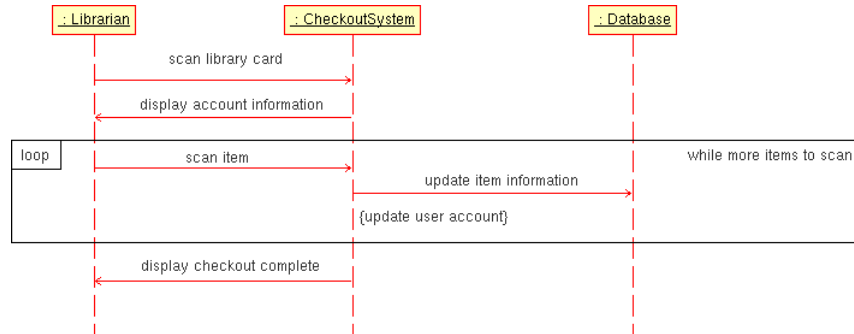 : Librarian
: CheckoutSystem
: Database
scan library card
display account information
loop
scan item
while more items to scan
update item information
{update user account}
display checkout complete